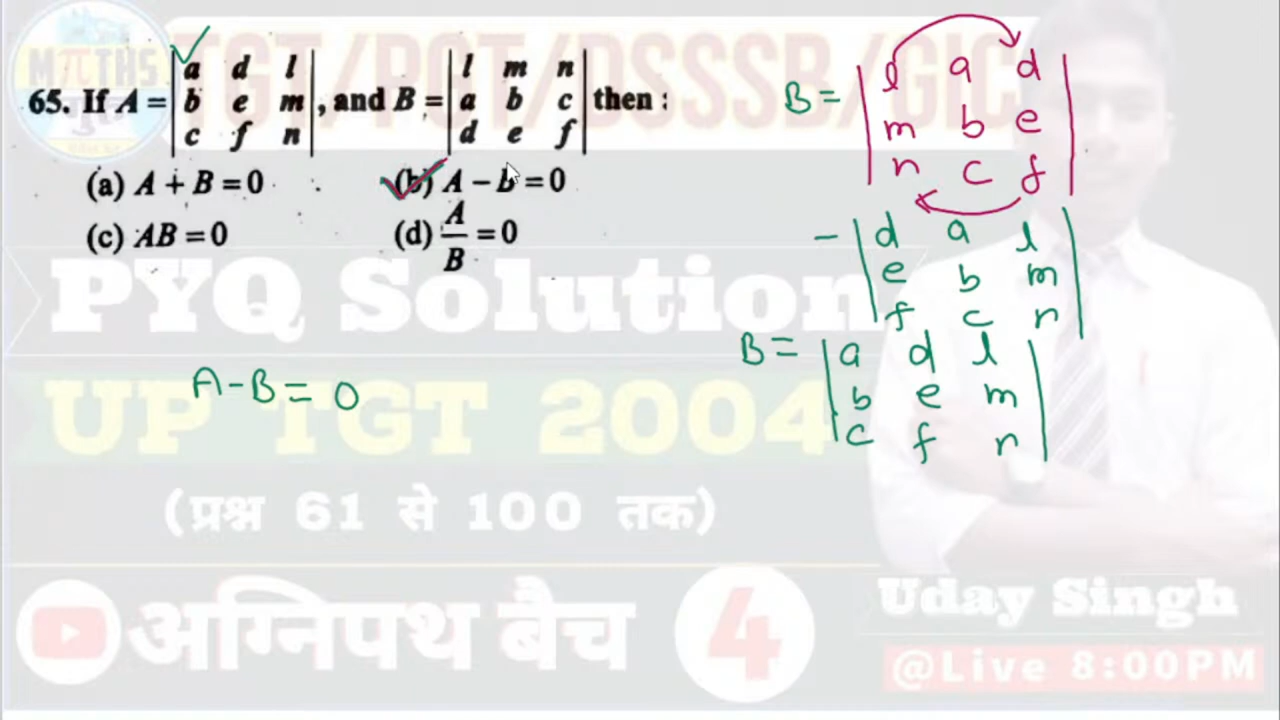 TGT/PGT/DSSSB/GIC
MATHS
65. If A = | a d l |, and B = | l m n | then :
| b e m | | a b c |
| c f n | | d e f |
(a) A + B = 0 (b) A − b = 0
(c) AB = 0 (d) A/B = 0
B = | l a d |
| m b e |
| n c f |
− | d a l |
| e b m |
| f c n |
B = | a d l |
| b e m |
| c f n |
A - B = 0
PYQ Solution
UP TGT 2004
(प्रश्न 61 से 100 तक)
अग्निपथ बैच 4
Uday Singh
@Live 8:00PM